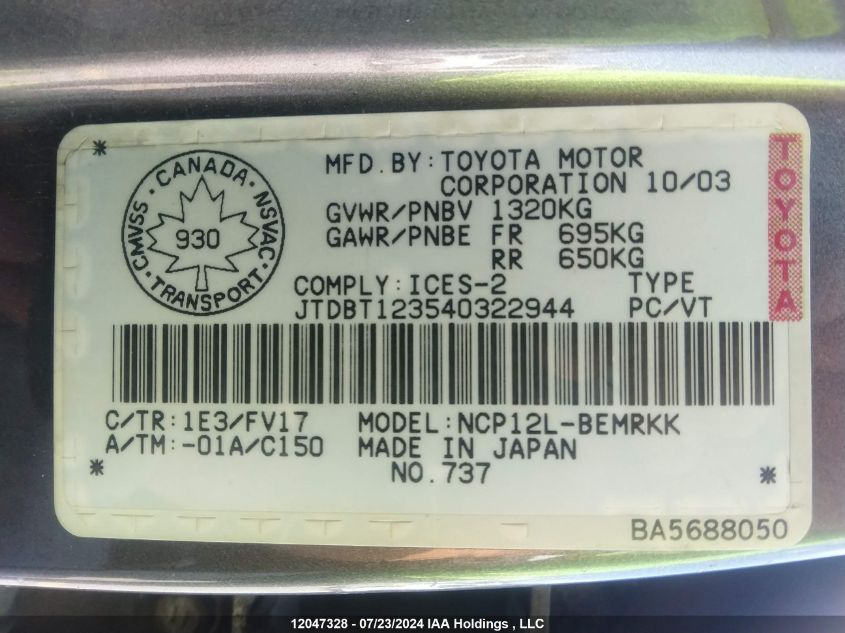 * CMVSS · CANADA · NSVAC · TRANSPORT ·
930
MFD.BY:TOYOTA MOTOR
CORPORATION 10/03
GVWR/PNBV 1320KG
GAWR/PNBE FR 695KG
RR 650KG
COMPLY:ICES-2 TYPE
JTDBT123540322944 PC/VT
TOYOTA
C/TR:1E3/FV17 MODEL:NCP12L-BEMRKK
A/TM:-01A/C150 MADE IN JAPAN
* NO.737 *
BA5688050
12047328 - 07/23/2024 IAA Holdings , LLC